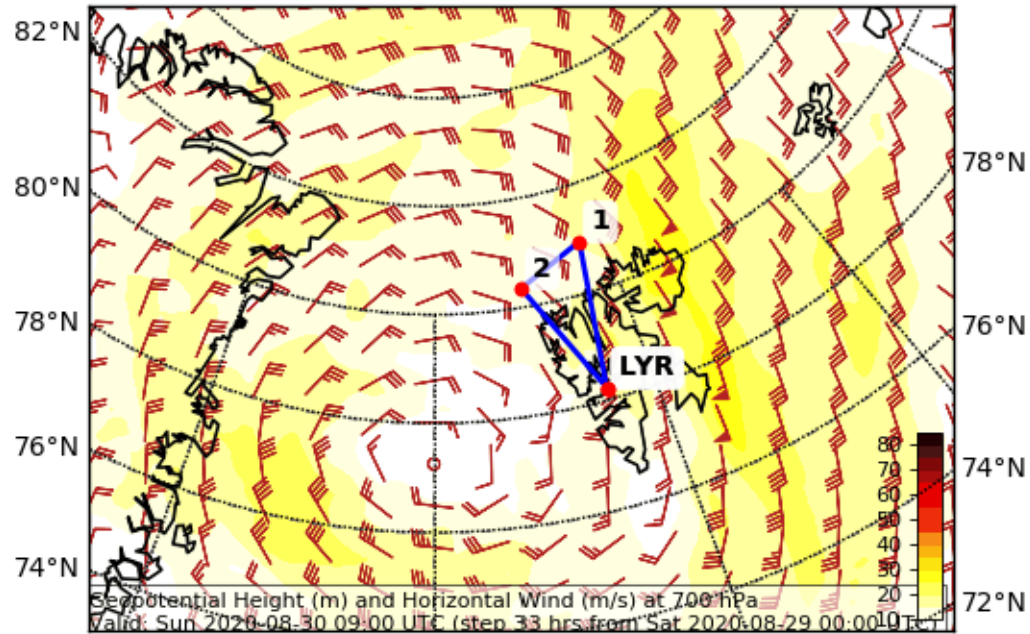 82°N
80°N
78°N
76°N
74°N
78°N
76°N
74°N
72°N
1
2
LYR
80
70
60
50
40
30
20
10
Geopotential Height (m) and Horizontal Wind (m/s) at 700 hPa
Valid: Sun 2020-08-30 09:00 UTC (step 33 hrs from Sat 2020-08-29 00:00 UTC)